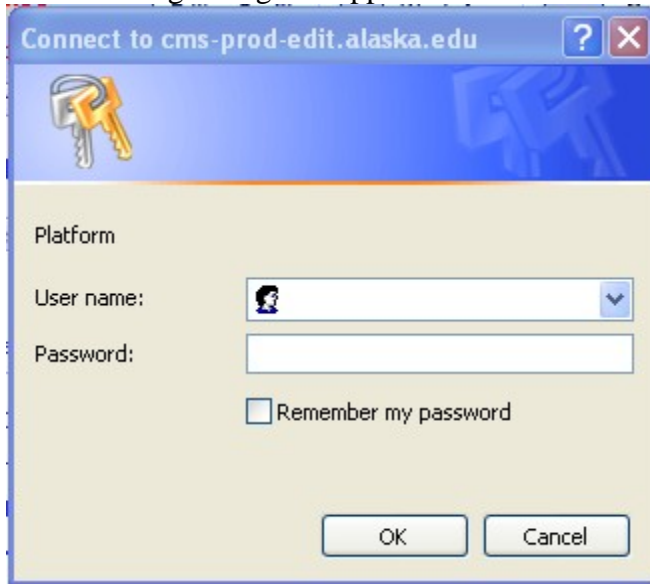 Connect to cms-prod-edit.alaska.edu
Platform
User name:
Password:
Remember my password
OK
Cancel